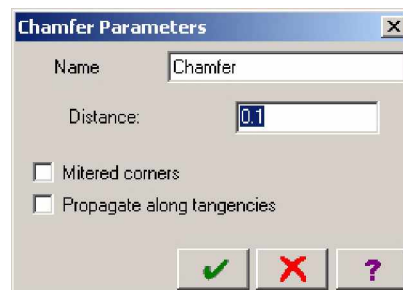 Chamfer Parameters
Name Chamfer
Distance: 0.1
Mitered corners
Propagate along tangencies
?